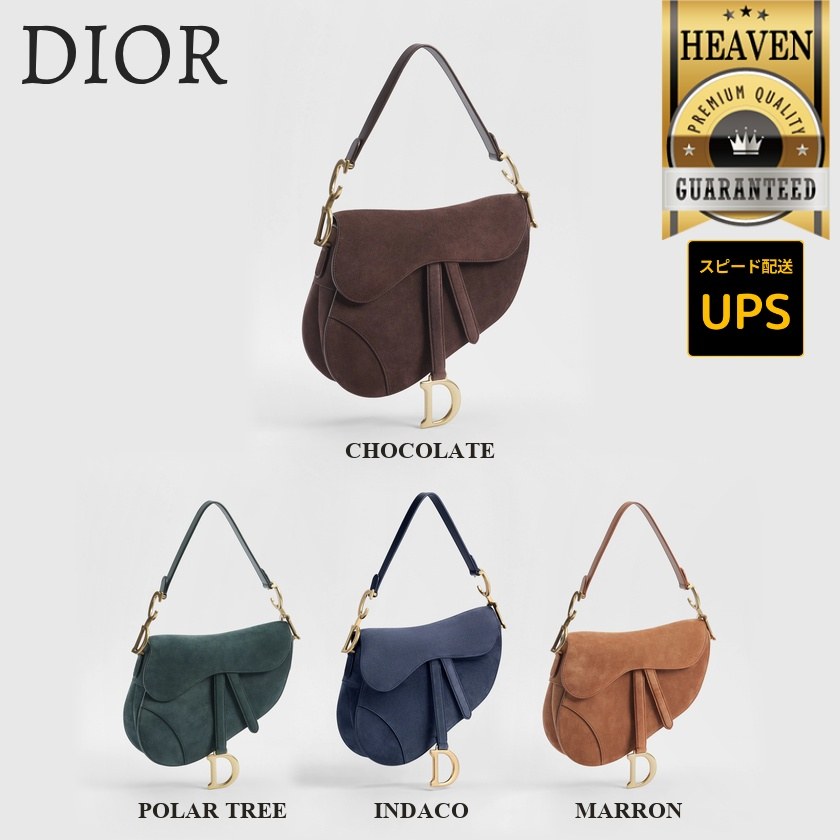 DIOR
HEAVEN
PREMIUM QUALITY
GUARANTEED
スピード配送
UPS
CHOCOLATE
POLAR TREE
INDACO
MARRON